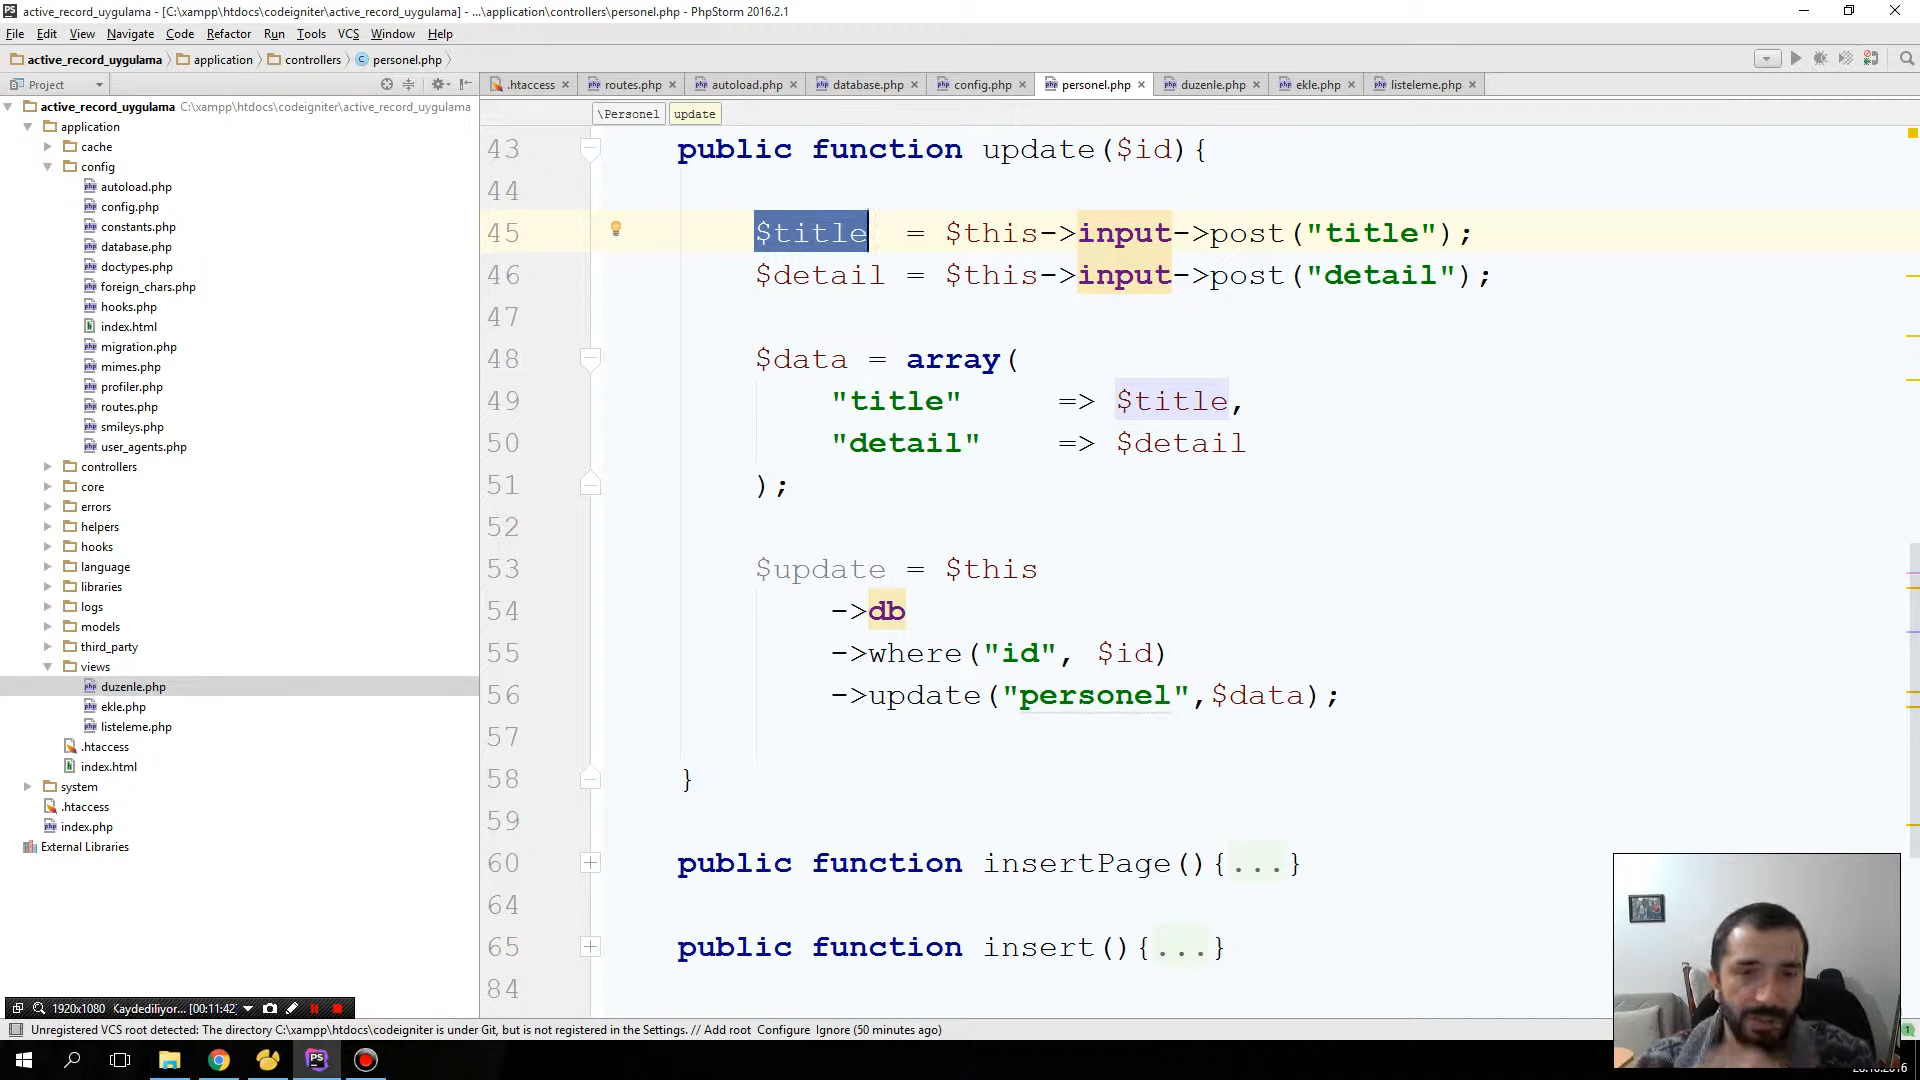 active_record_uygulama - [C:\xampp\htdocs\codeigniter\active_record_uygulama] - ...\application\controllers\personel.php - PhpStorm 2016.2.1
File Edit View Navigate Code Refactor Run Tools VCS Window Help
active_record_uygulama application controllers personel.php
Project
.htaccess routes.php autoload.php database.php config.php personel.php duzenle.php ekle.php listeleme.php
active_record_uygulama C:\xampp\htdocs\codeigniter\active_record_uygulama
application
cache
config
autoload.php
config.php
constants.php
database.php
doctypes.php
foreign_chars.php
hooks.php
index.html
migration.php
mimes.php
profiler.php
routes.php
smileys.php
user_agents.php
controllers
core
errors
helpers
hooks
language
libraries
logs
models
third_party
views
duzenle.php
ekle.php
listeleme.php
.htaccess
index.html
system
.htaccess
index.php
External Libraries
\Personel update
43 public function update($id){
44
45 $title = $this->input->post("title");
46 $detail = $this->input->post("detail");
47
48 $data = array(
49 "title" => $title,
50 "detail" => $detail
51 );
52
53 $update = $this
54 ->db
55 ->where("id", $id)
56 ->update("personel",$data);
57
58 }
59
60 public function insertPage(){...}
64
65 public function insert(){...}
84
1920x1080 Kaydediliyor... [00:11:42]
Unregistered VCS root detected: The directory C:\xampp\htdocs\codeigniter is under Git, but is not registered in the Settings. // Add root Configure Ignore (50 minutes ago)